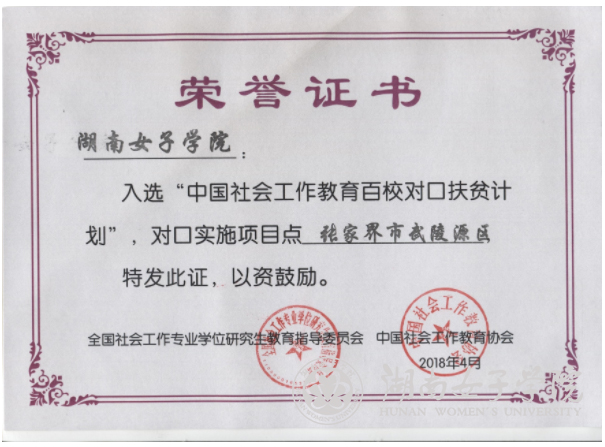 荣誉证书
湖南女子学院：
入选“中国社会工作教育百校对口扶贫计
划”，对口实施项目点 张家界市武陵源区
特发此证，以资鼓励。
全国社会工作专业学位研究生教育指导委员会 中国社会工作教育协会
2018年4月
湖南女子学院
HUNAN WOMEN'S UNIVERSITY